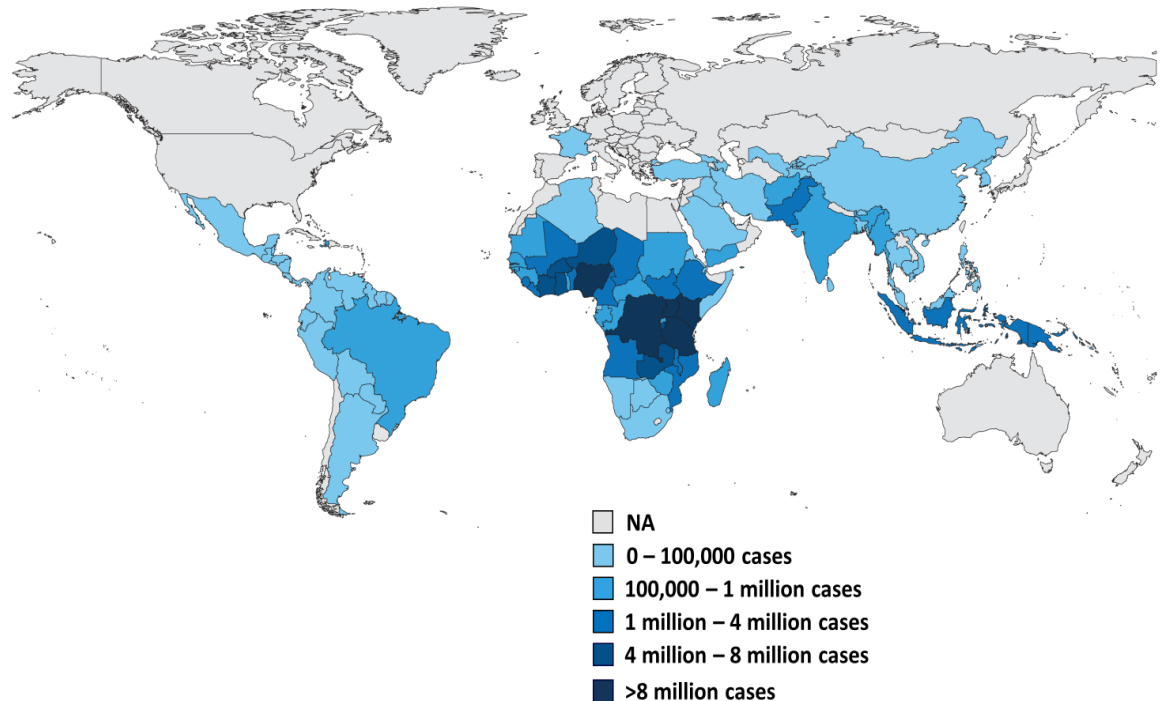 NA
0 – 100,000 cases
100,000 – 1 million cases
1 million – 4 million cases
4 million – 8 million cases
>8 million cases